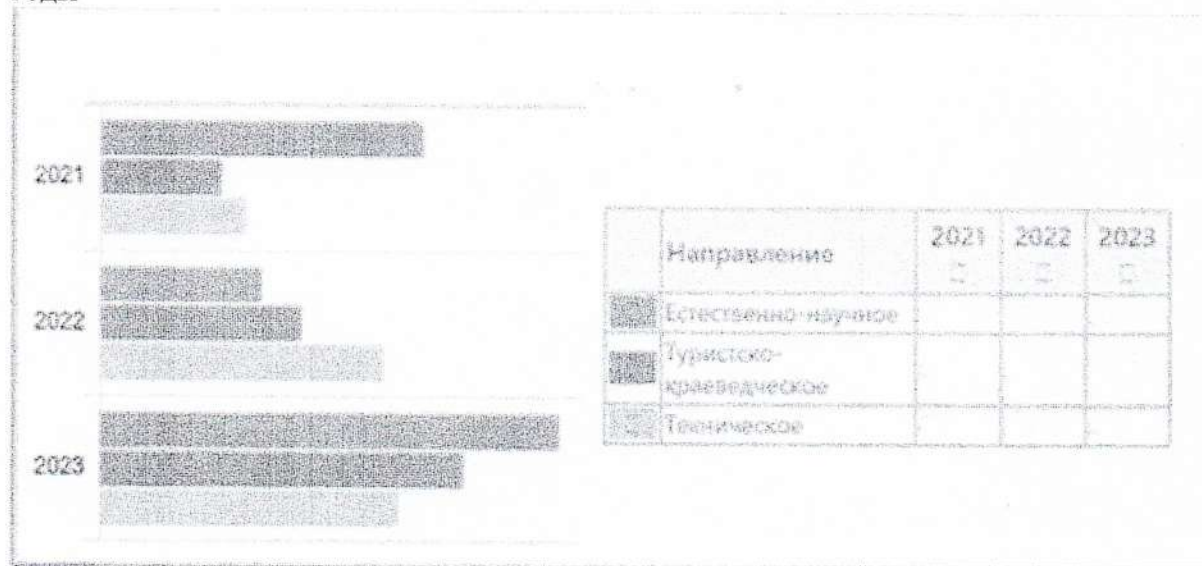 2021
2022
2023
Направление 2021 2022 2023
Естественно-научное
Туристско-
краеведческое
Техническое